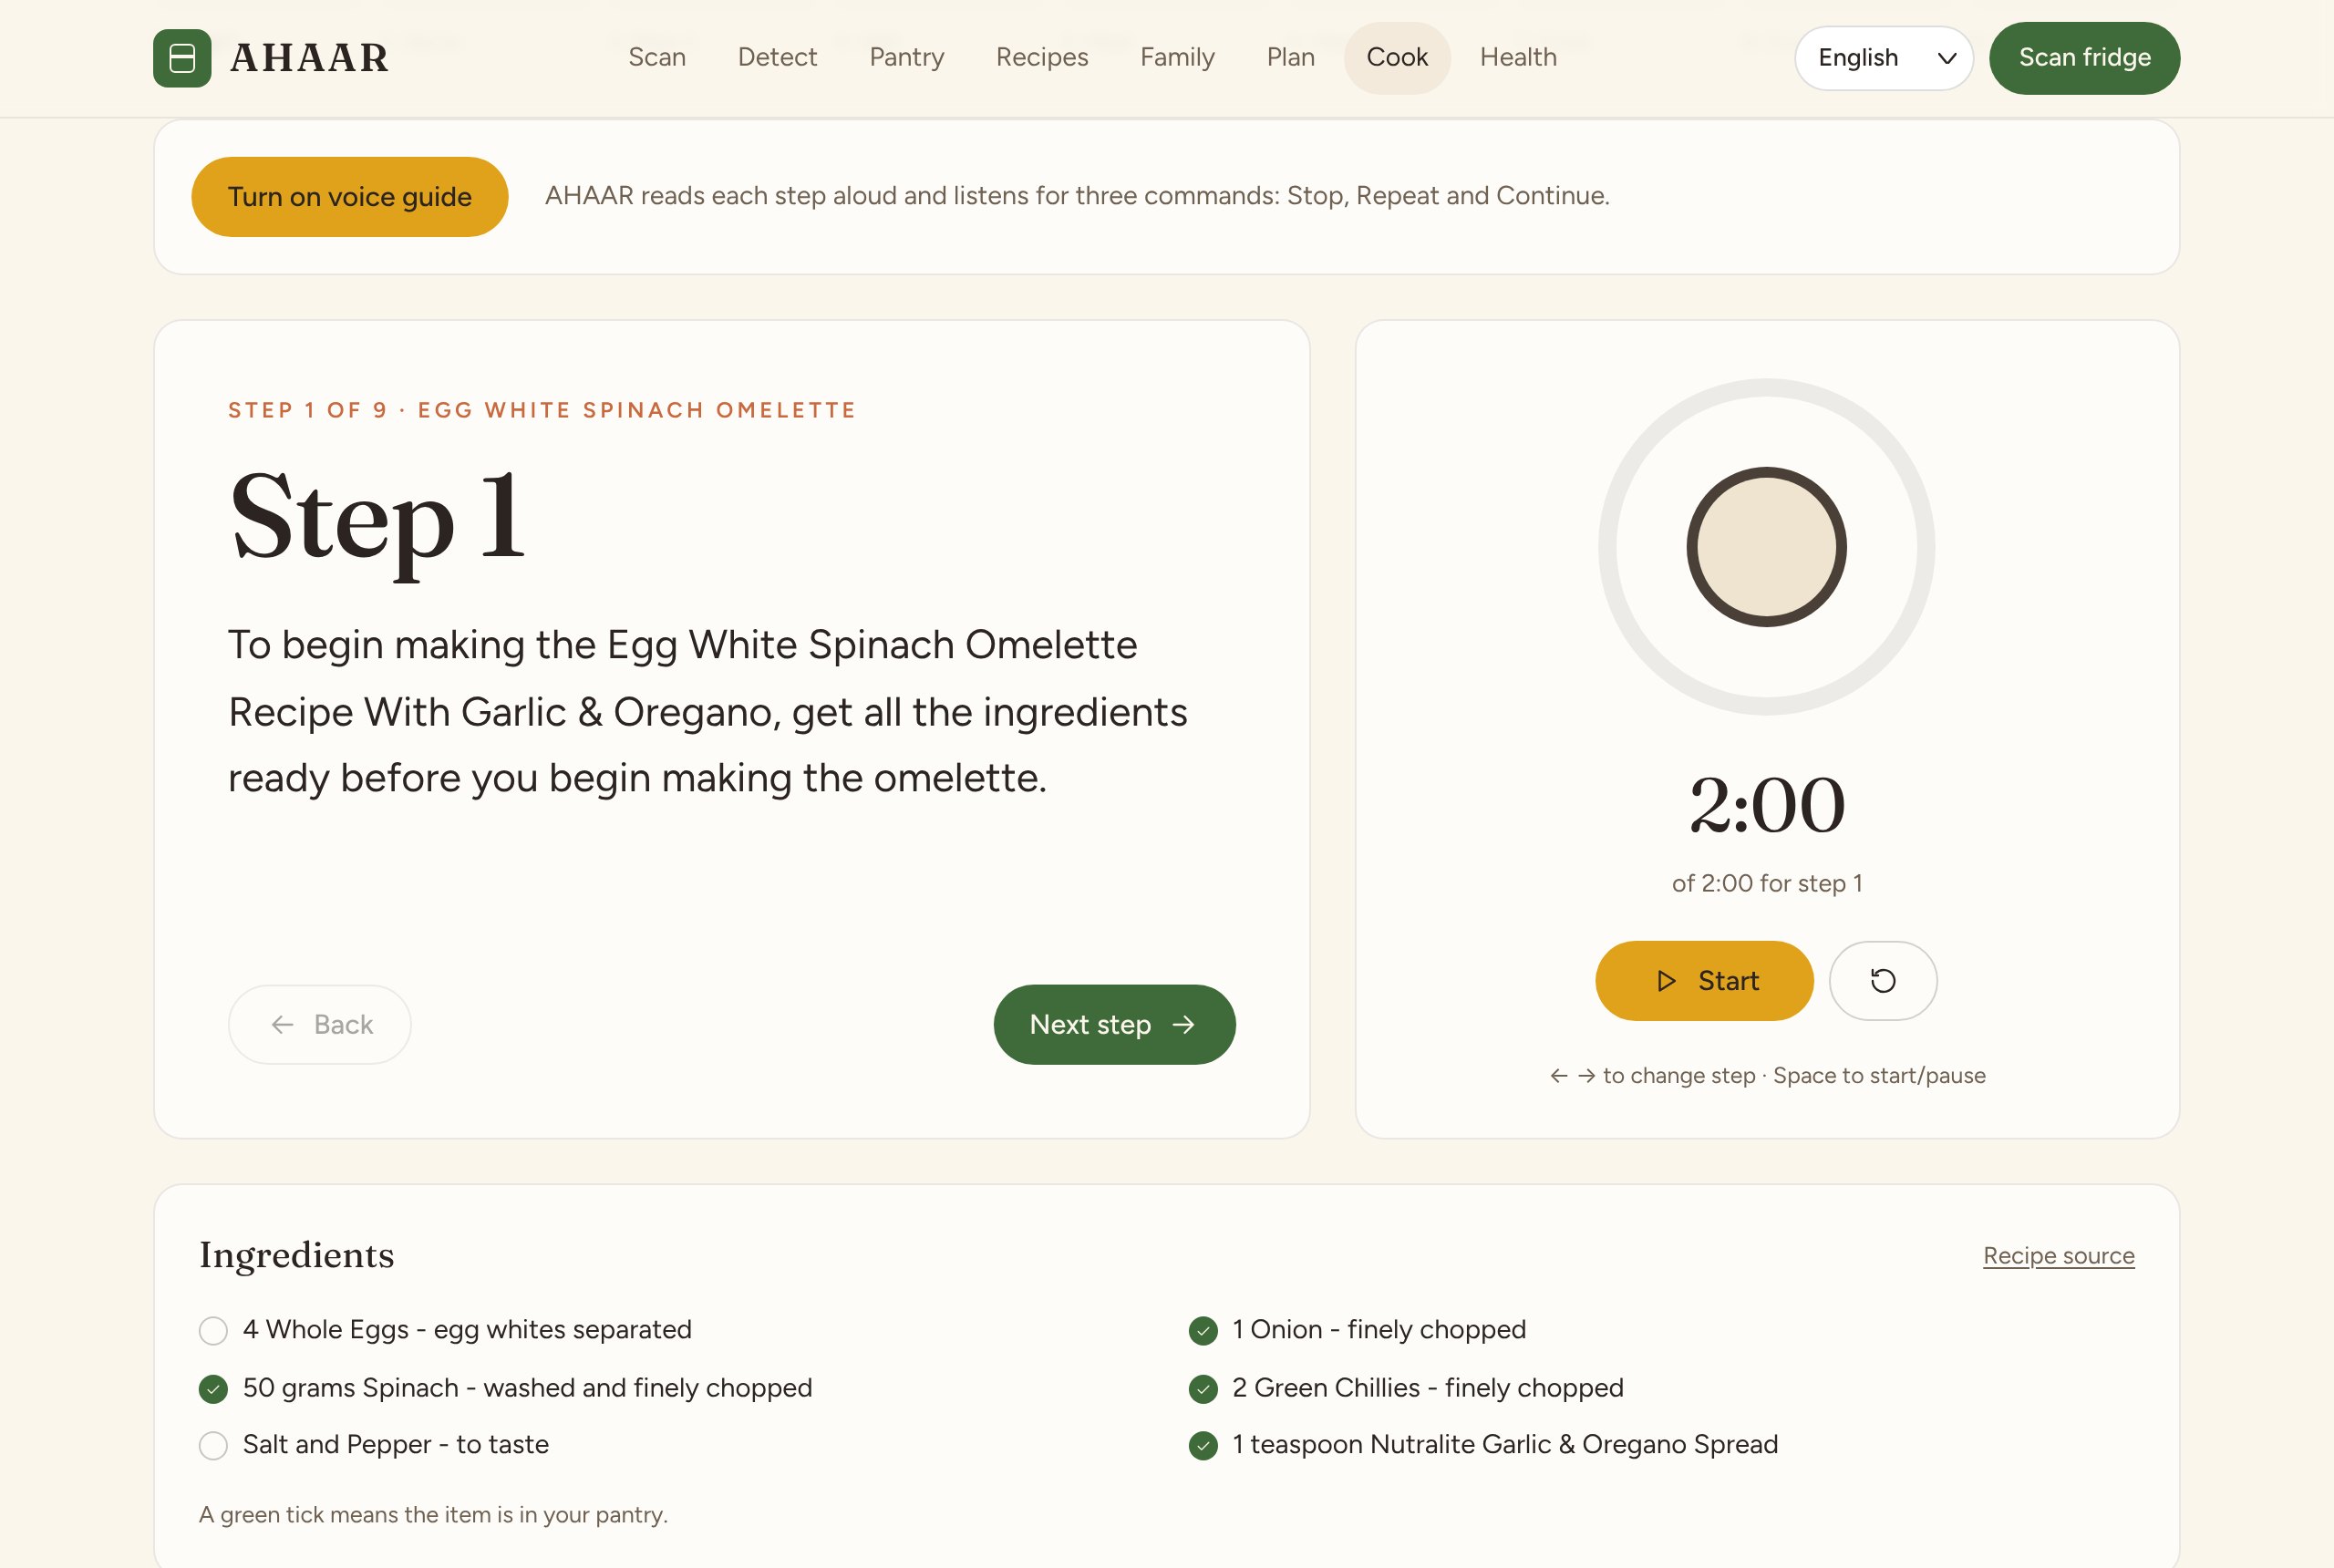 AHAAR
Scan
Detect
Pantry
Recipes
Family
Plan
Cook
Health
English
Scan fridge
Turn on voice guide
AHAAR reads each step aloud and listens for three commands: Stop, Repeat and Continue.
STEP 1 OF 9 · EGG WHITE SPINACH OMELETTE
Step 1
To begin making the Egg White Spinach Omelette
Recipe With Garlic & Oregano, get all the ingredients
ready before you begin making the omelette.
← Back
Next step →
2:00
of 2:00 for step 1
Start
← → to change step · Space to start/pause
Ingredients
Recipe source
4 Whole Eggs - egg whites separated
1 Onion - finely chopped
50 grams Spinach - washed and finely chopped
2 Green Chillies - finely chopped
Salt and Pepper - to taste
1 teaspoon Nutralite Garlic & Oregano Spread
A green tick means the item is in your pantry.